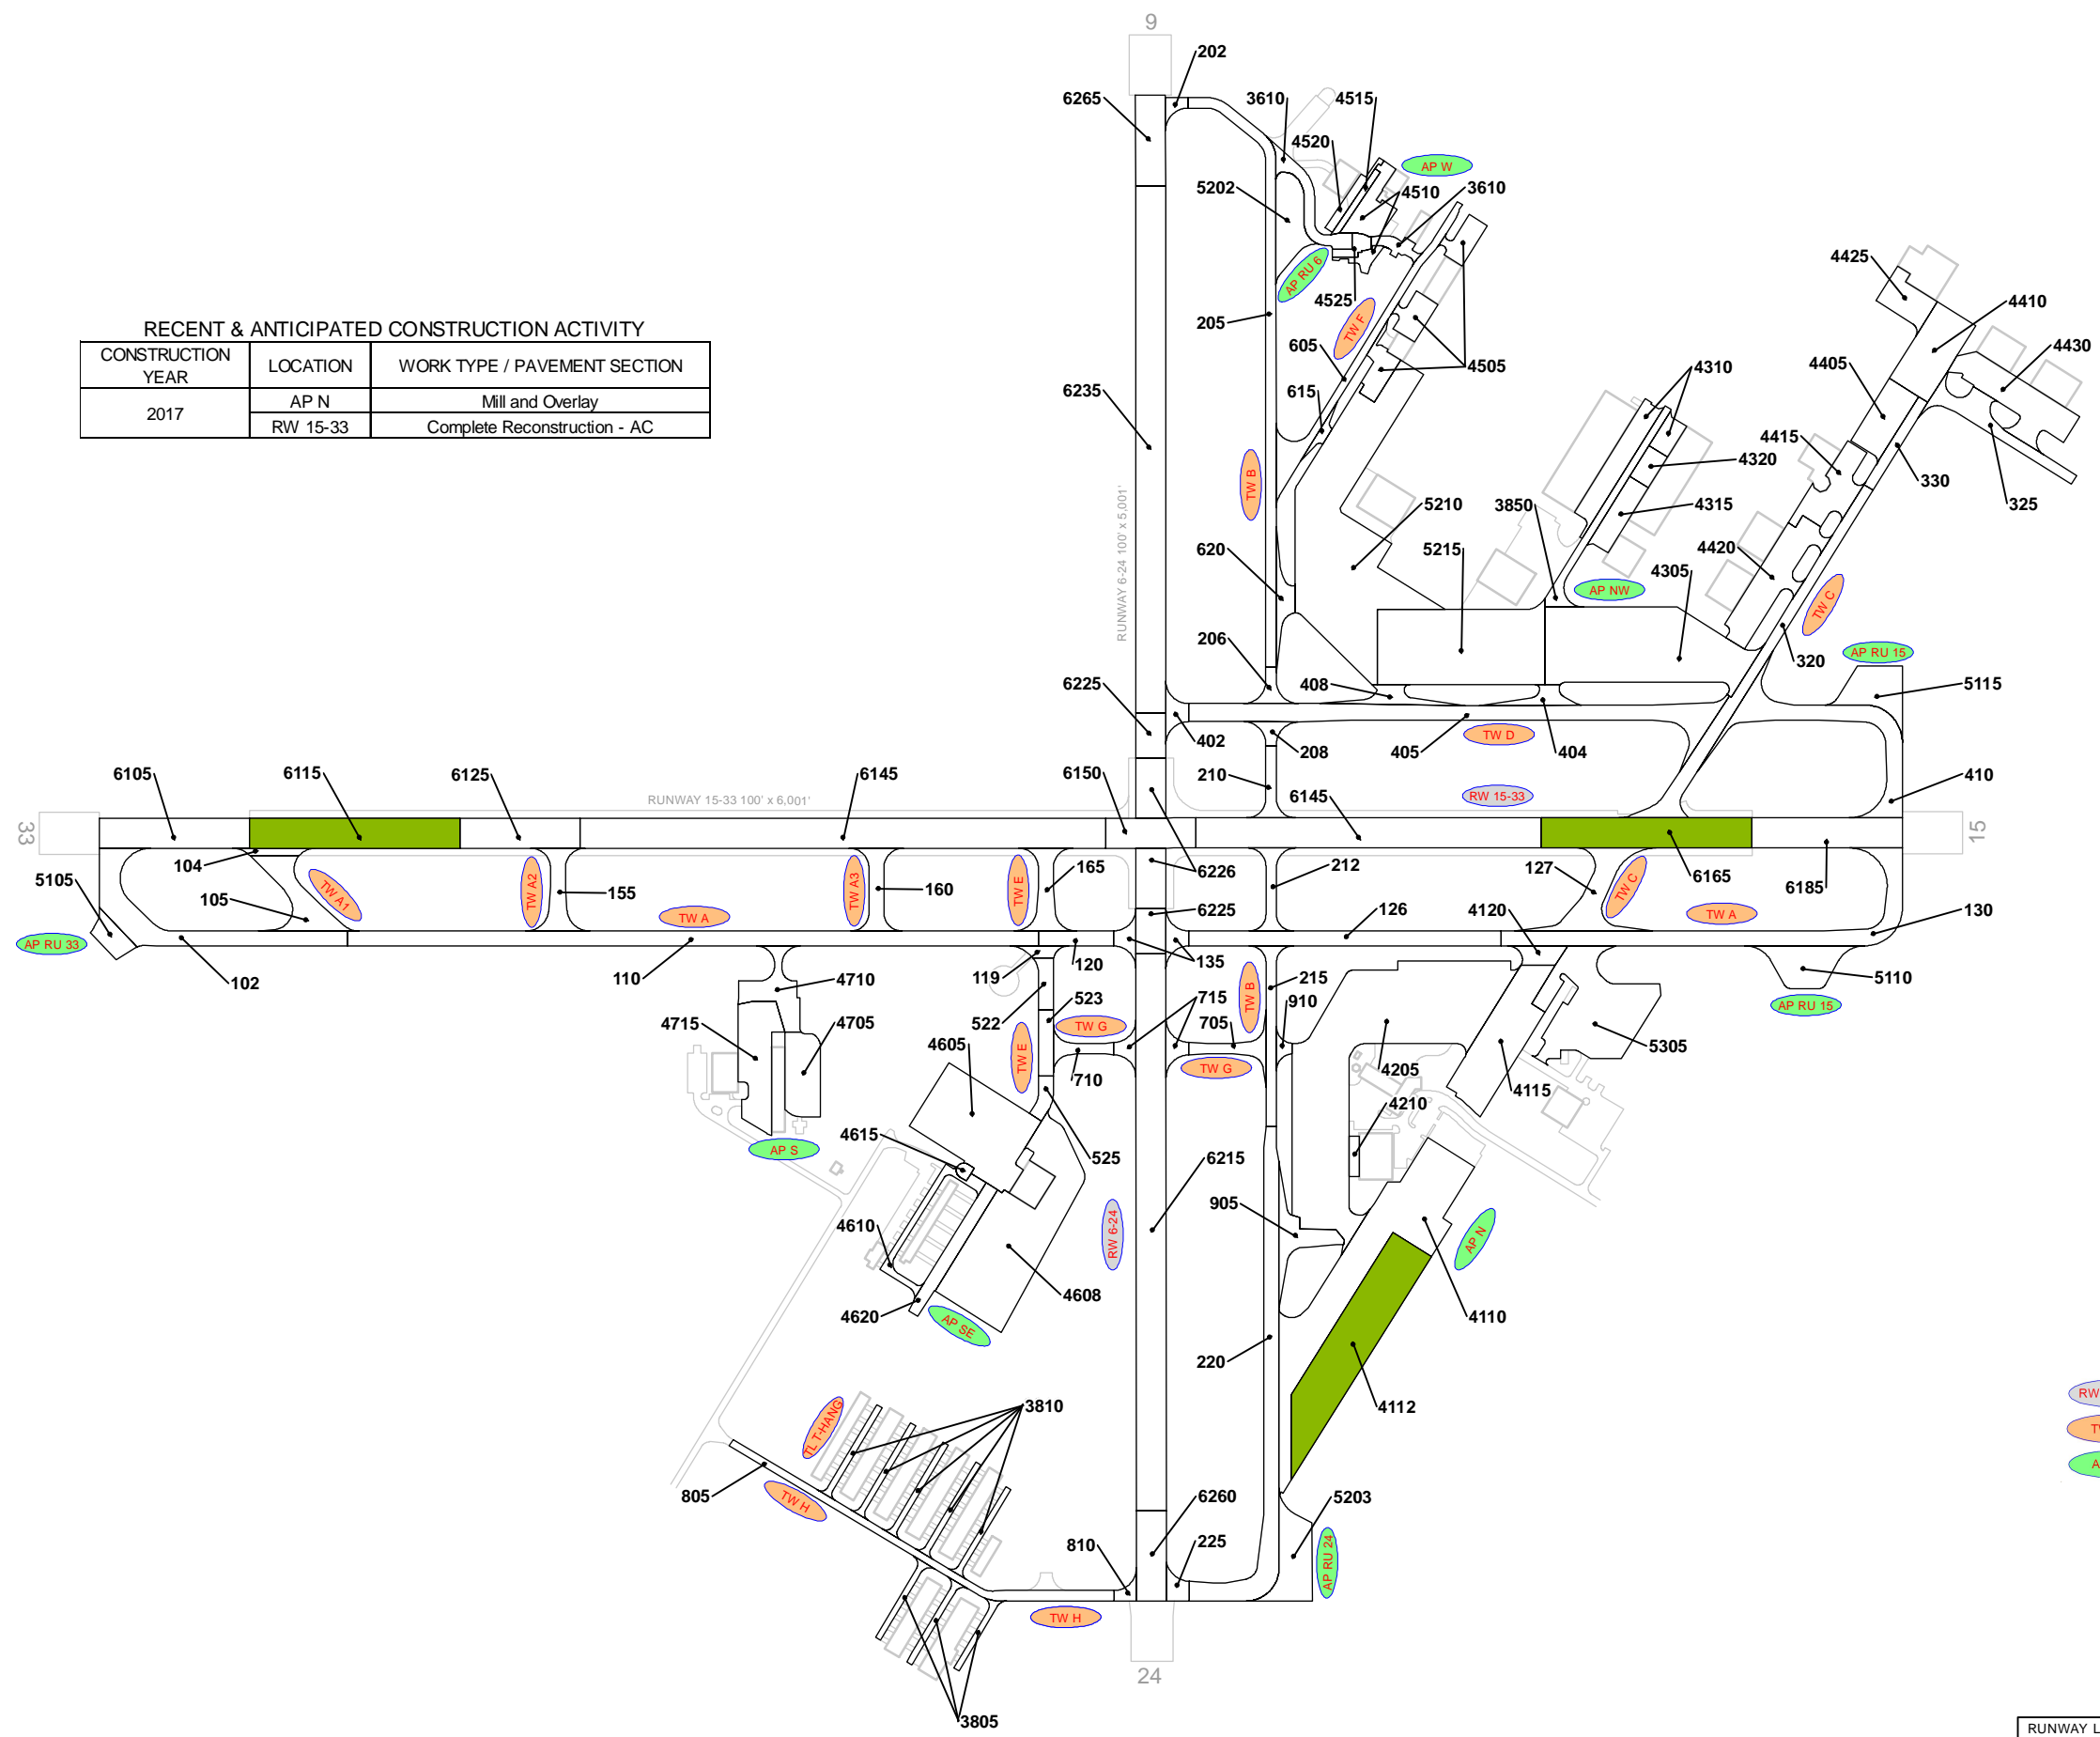 9
202
6265
3610
4515
4520
AP W
5202
4510
3610
AP RU 6
4525
4425
4410
RECENT & ANTICIPATED CONSTRUCTION ACTIVITY
CONSTRUCTION YEAR
LOCATION
WORK TYPE / PAVEMENT SECTION
2017
AP N
Mill and Overlay
RW 15-33
Complete Reconstruction - AC
205
TW F
605
4505
4430
4405
4310
6235
615
4415
4320
330
TW B
RUNWAY 6-24 100' x 5,001'
5210
3850
4315
325
620
5215
4420
4305
AP NW
TW C
206
320
AP RU 15
6225
408
5115
402
208
405
TW D
404
6105
6115
6125
6145
6150
210
6145
RW 15-33
410
RUNWAY 15-33 100' x 6,001'
33
15
104
5105
105
TW A1
TW A2
155
TW A
TW A3
160
TW E
165
6226
212
127
TW C
6165
6185
TW A
6225
126
4120
130
AP RU 33
102
110
119
120
135
4710
TW B
215
910
5110
AP RU 15
4715
4705
522
523
TW G
715
705
4605
TW E
710
TW G
4205
5305
4115
4210
4615
AP S
525
6215
905
4610
RW 6-24
AP N
4608
4620
AP SE
4110
220
4112
3810
TL T-HANG
RW
TW
A
805
TW H
6260
5203
810
225
AP RU 24
TW H
24
3805
RUNWAY L